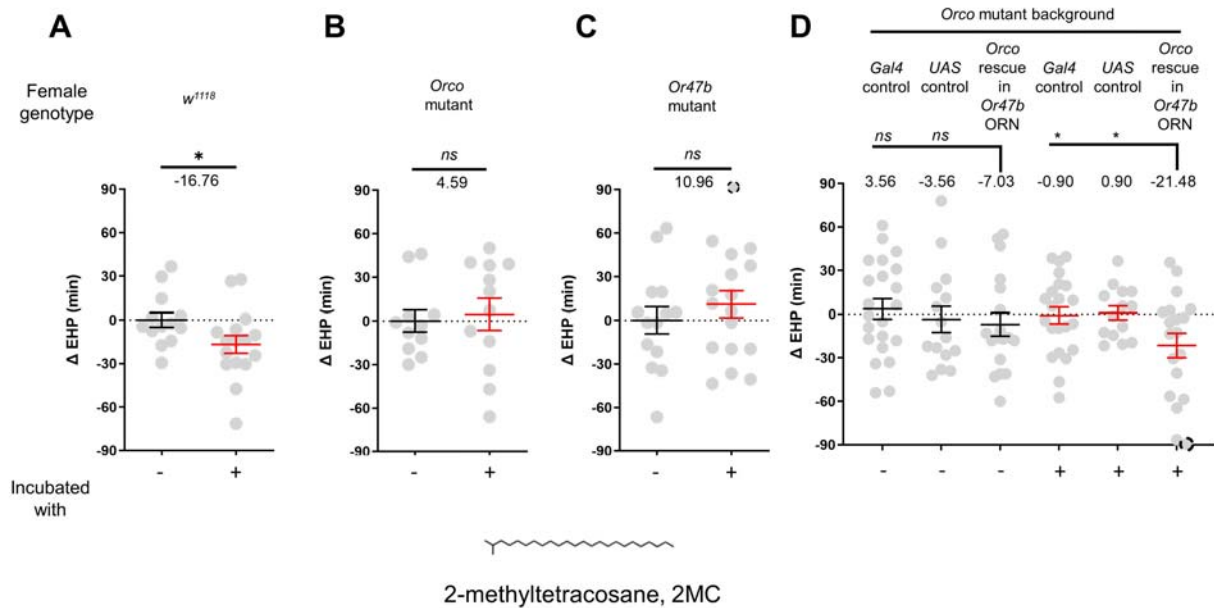 A
B
C
D
Orco mutant background
Female
genotype
w1118
Orco
mutant
Or47b
mutant
Gal4
control
UAS
control
Orco
rescue
in
Or47b
ORN
Gal4
control
UAS
control
Orco
rescue
in
Or47b
ORN
*
ns
ns
ns
ns
*
*
-16.76
4.59
10.96
3.56
-3.56
-7.03
-0.90
0.90
-21.48
Δ EHP (min)
90
60
30
0
-30
-60
-90
Δ EHP (min)
90
60
30
0
-30
-60
-90
Δ EHP (min)
90
60
30
0
-30
-60
-90
Δ EHP (min)
90
60
30
0
-30
-60
-90
Incubated
with
- +
- +
- +
- - - + + +
2-methyltetracosane, 2MC